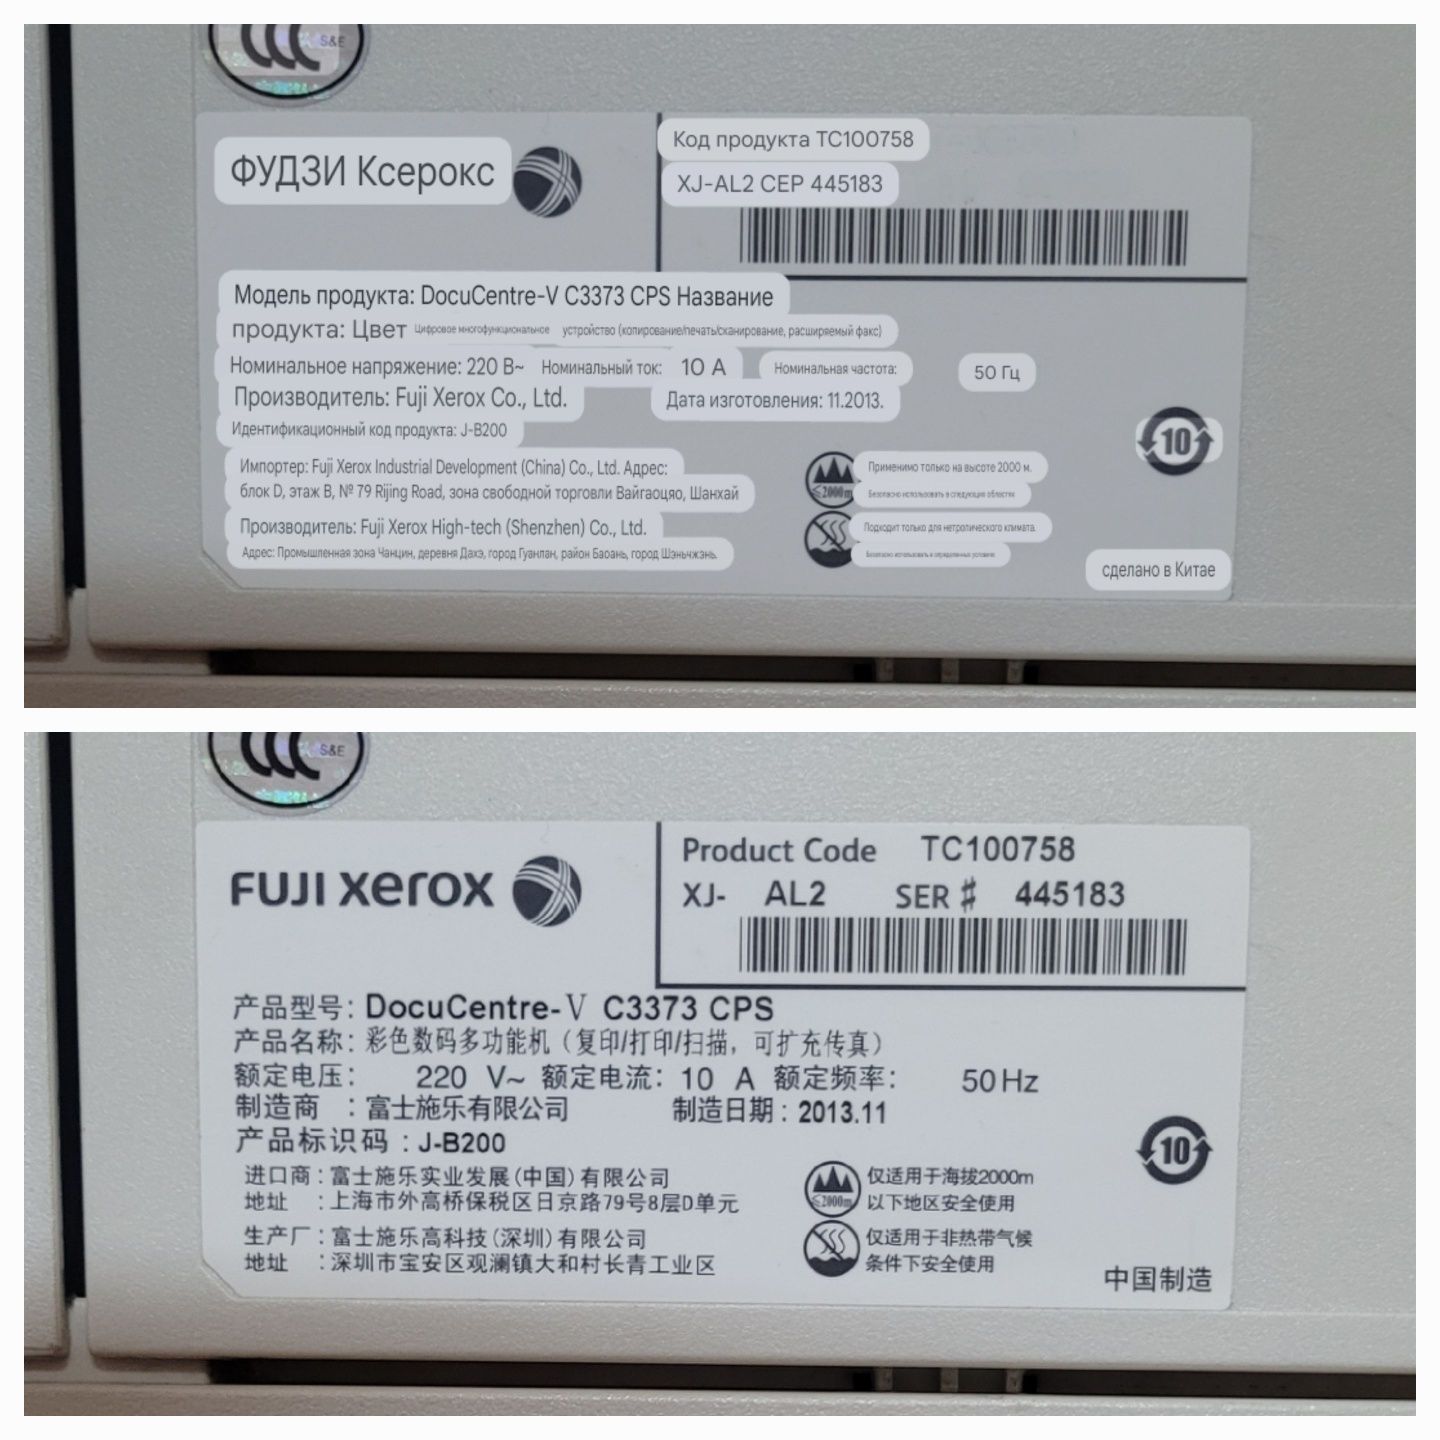 S&E
ФУДЗИ Ксерокс
Код продукта TC100758
XJ-AL2 СЕР 445183
Модель продукта: DocuCentre-V C3373 CPS Название
продукта: Цвет Цифровое многофункциональное устройство (копирование/печать/сканирование, расширяемый факс)
Номинальное напряжение: 220 В~ Номинальный ток: 10 А Номинальная частота: 50 Гц
Производитель: Fuji Xerox Co., Ltd. Дата изготовления: 11.2013.
Идентификационный код продукта: J-B200
Импортер: Fuji Xerox Industrial Development (China) Co., Ltd. Адрес:
блок D, этаж B, № 79 Rijing Road, зона свободной торговли Вайгаоцяо, Шанхай
Производитель: Fuji Xerox High-tech (Shenzhen) Co., Ltd.
Адрес: Промышленная зона Чанцин, деревня Дахэ, город Гуанлан, район Баоань, город Шэньчжэнь.
≤2000m
Применимо только на высоте 2000 м.
Безопасно использовать в следующих областях
Подходит только для нетропического климата.
Безопасно использовать в определенных условиях
10
сделано в Китае
S&E
FUJI xerox
Product Code TC100758
XJ- AL2 SER # 445183
产品型号: DocuCentre-V C3373 CPS
产品名称: 彩色数码多功能机（复印/打印/扫描，可扩充传真）
额定电压: 220 V~ 额定电流: 10 A 额定频率: 50Hz
制造商 : 富士施乐有限公司 制造日期: 2013.11
产品标识码 : J-B200
进口商 : 富士施乐实业发展(中国)有限公司
地址 : 上海市外高桥保税区日京路79号8层D单元
生产厂 : 富士施乐高科技(深圳)有限公司
地址 : 深圳市宝安区观澜镇大和村长青工业区
≤2000m
仅适用于海拔2000m
以下地区安全使用
仅适用于非热带气候
条件下安全使用
10
中国制造